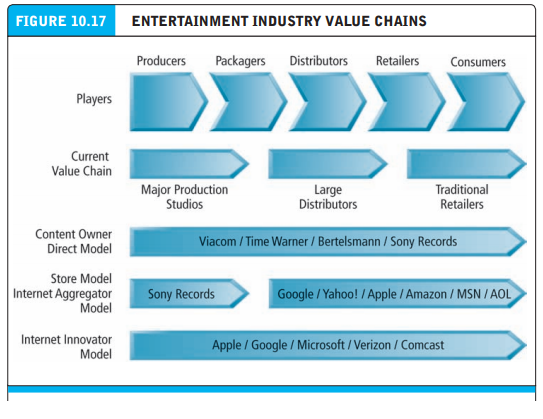 FIGURE 10.17 ENTERTAINMENT INDUSTRY VALUE CHAINS
Producers Packagers Distributors Retailers Consumers
Players
Current
Value Chain
Major Production
Studios
Large
Distributors
Traditional
Retailers
Content Owner
Direct Model
Viacom / Time Warner / Bertelsmann / Sony Records
Store Model
Internet Aggregator
Model
Sony Records
Google / Yahoo! / Apple / Amazon / MSN / AOL
Internet Innovator
Model
Apple / Google / Microsoft / Verizon / Comcast